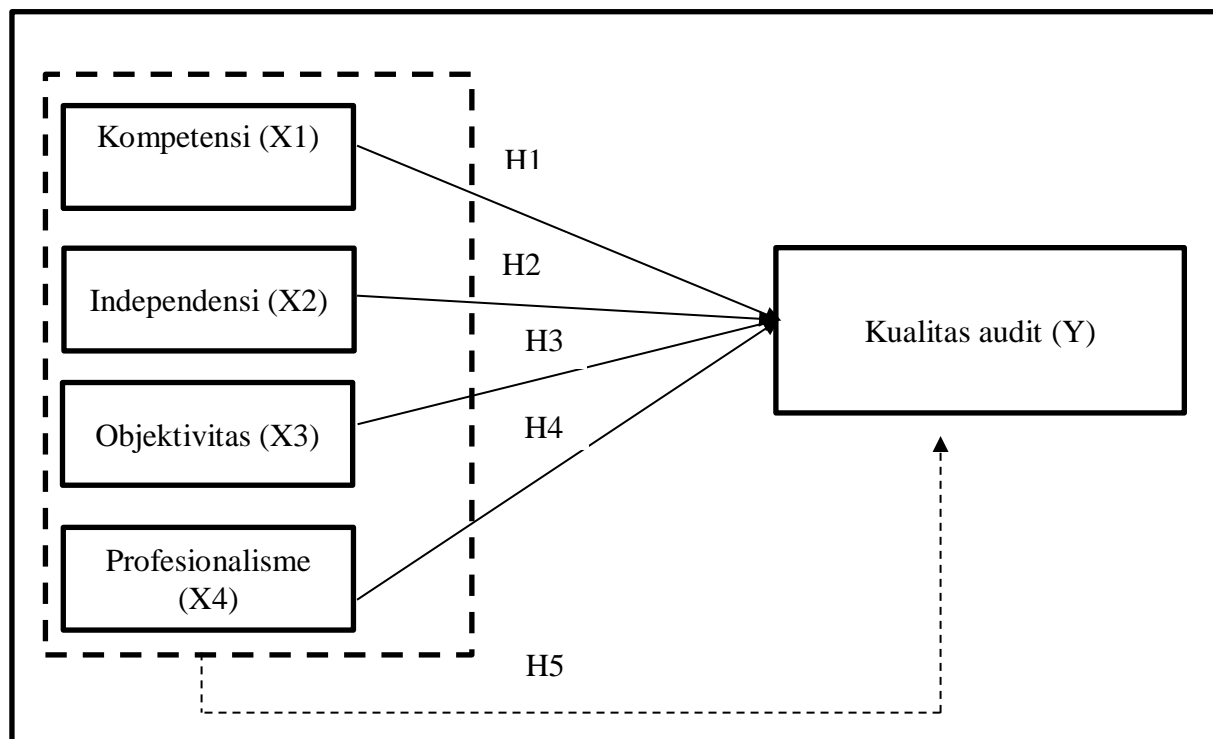 Kompetensi (X1)
H1
H2
Independensi (X2)
Kualitas audit (Y)
H3
Objektivitas (X3)
H4
Profesionalisme
(X4)
H5